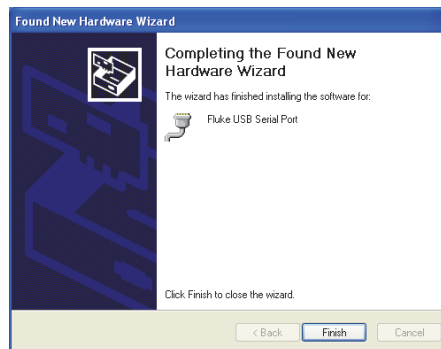 Found New Hardware Wizard
Completing the Found New
Hardware Wizard
The wizard has finished installing the software for:
Fluke USB Serial Port
Click Finish to close the wizard.
< Back Finish Cancel